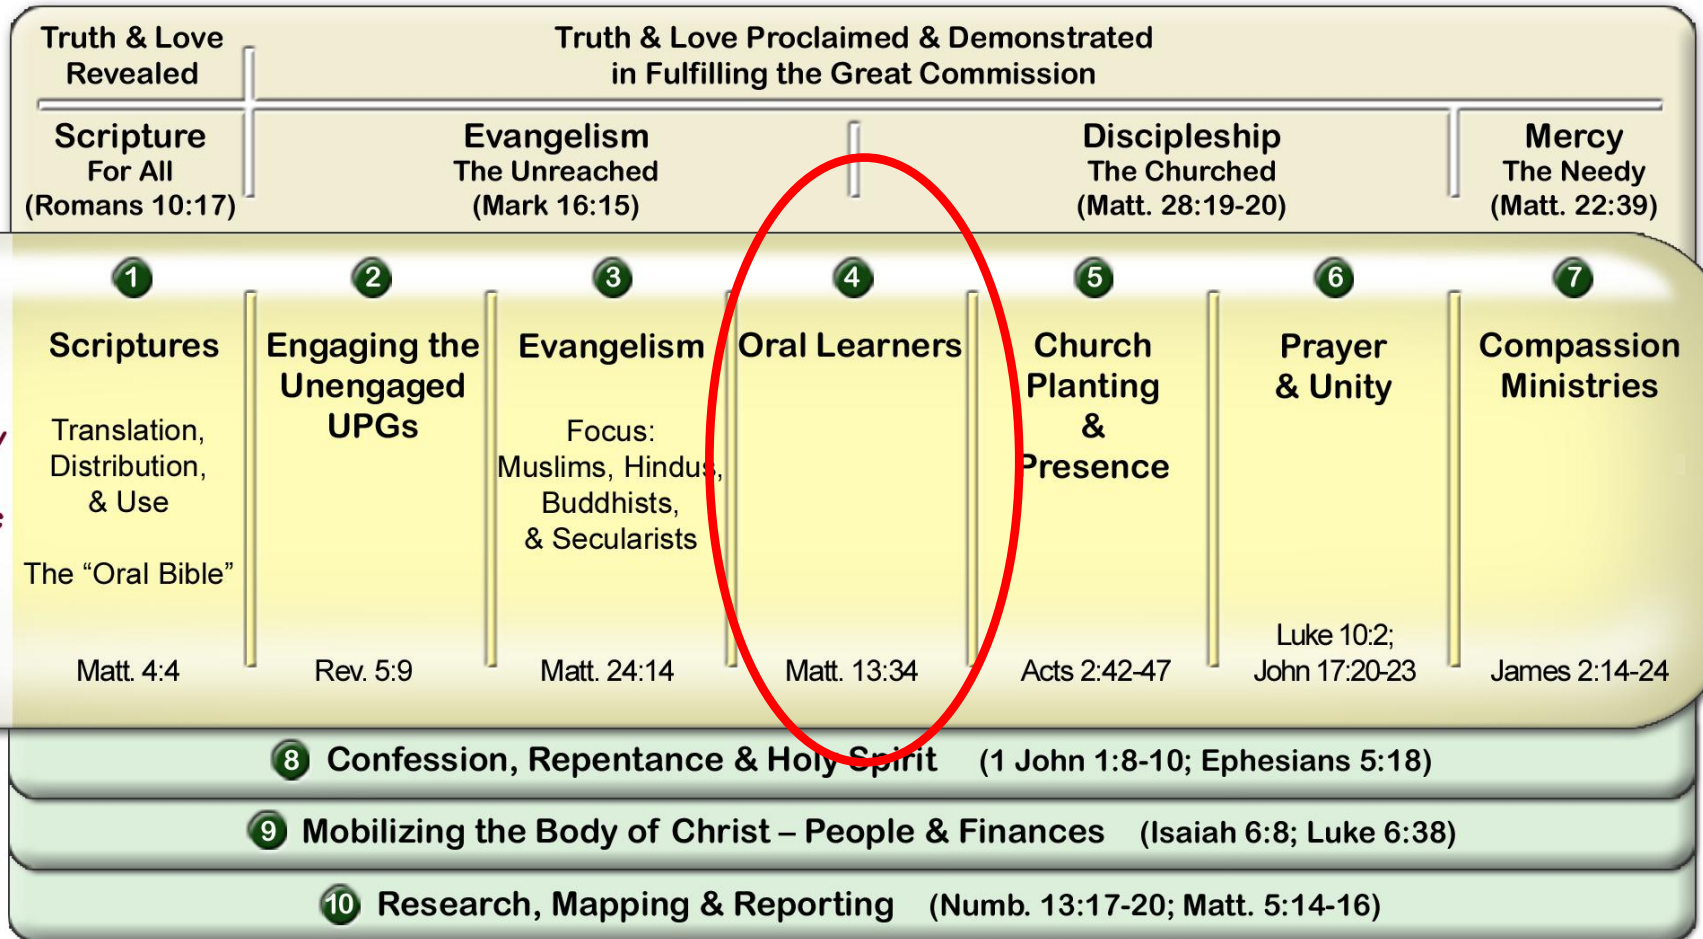 Truth & Love
Revealed
Truth & Love Proclaimed & Demonstrated
in Fulfilling the Great Commission
Scripture
For All
(Romans 10:17)
Evangelism
The Unreached
(Mark 16:15)
Discipleship
The Churched
(Matt. 28:19-20)
Mercy
The Needy
(Matt. 22:39)
1
Scriptures
Translation,
Distribution,
& Use
The “Oral Bible”
Matt. 4:4
2
Engaging the
Unengaged
UPGs
Rev. 5:9
3
Evangelism
Focus:
Muslims, Hindus,
Buddhists,
& Secularists
Matt. 24:14
4
Oral Learners
Matt. 13:34
5
Church
Planting
&
Presence
Acts 2:42-47
6
Prayer
& Unity
Luke 10:2;
John 17:20-23
7
Compassion
Ministries
James 2:14-24
8 Confession, Repentance & Holy Spirit (1 John 1:8-10; Ephesians 5:18)
9 Mobilizing the Body of Christ – People & Finances (Isaiah 6:8; Luke 6:38)
10 Research, Mapping & Reporting (Numb. 13:17-20; Matt. 5:14-16)